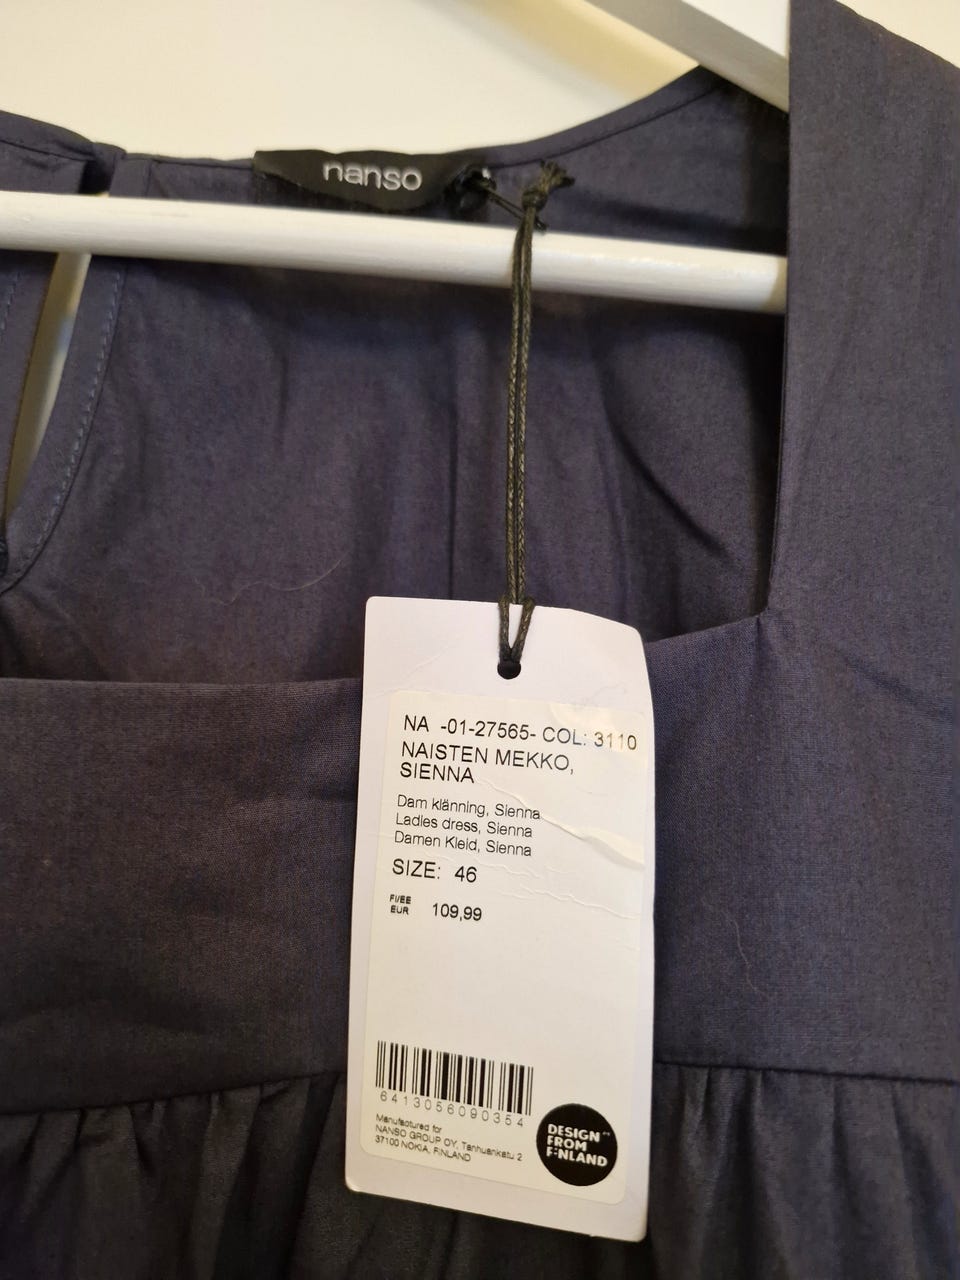 nanso
NA -01-27565- COL: 3110
NAISTEN MEKKO,
SIENNA
Dam klänning, Sienna
Ladies dress, Sienna
Damen Kleid, Sienna
SIZE: 46
FI/EE
EUR 109,99
6413056090354
Manufactured for
NANSO GROUP OY, Tanhuankatu 2
37100 NOKIA, FINLAND
DESIGN
FROM
FINLAND